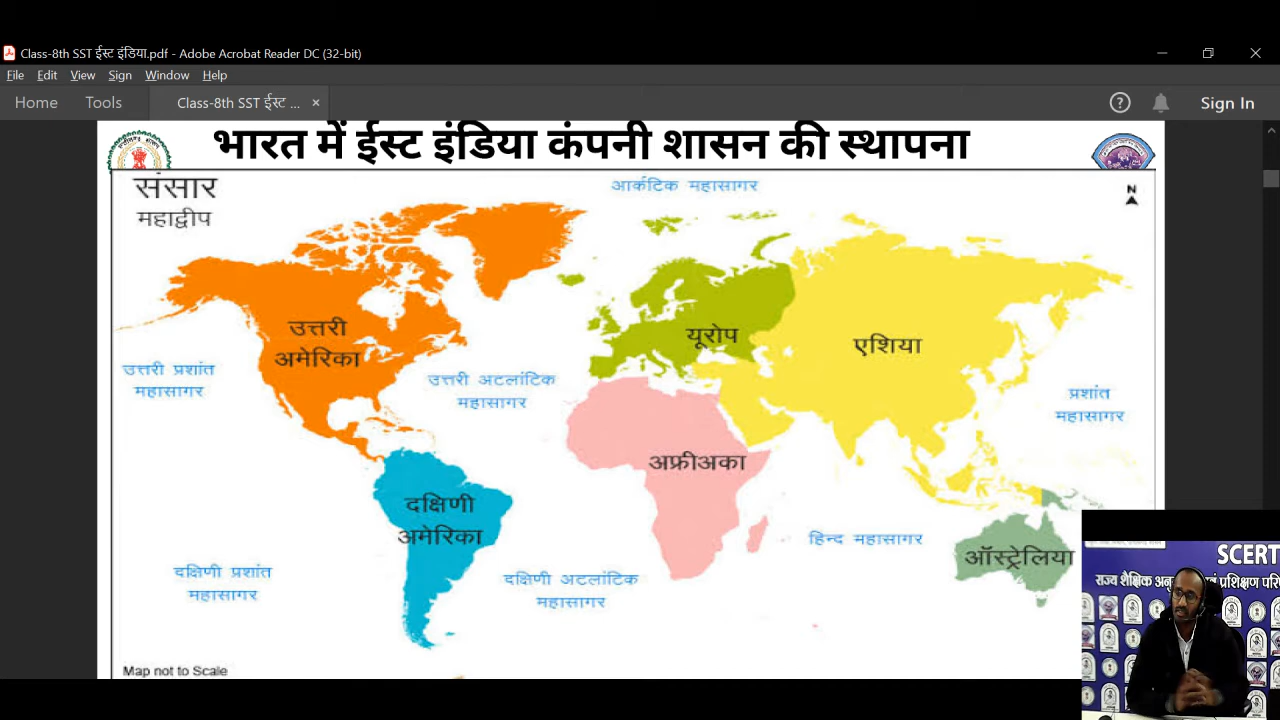 Class-8th SST ईस्ट इंडिया.pdf - Adobe Acrobat Reader DC (32-bit)
File Edit View Sign Window Help
Home Tools Class-8th SST ईस्ट ... × Sign In
भारत में ईस्ट इंडिया कंपनी शासन की स्थापना
संसार
महाद्वीप
आर्कटिक महासागर
N
उत्तरी
अमेरिका
यूरोप
एशिया
उत्तरी प्रशांत
महासागर
उत्तरी अटलांटिक
महासागर
प्रशांत
महासागर
अफ्रीअका
दक्षिणी
अमेरिका
हिन्द महासागर
ऑस्ट्रेलिया
दक्षिणी प्रशांत
महासागर
दक्षिणी अटलांटिक
महासागर
Map not to Scale
SCERT
राज्य शैक्षिक